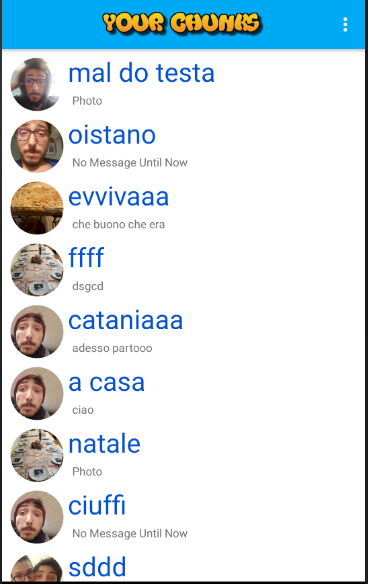 YOUR CHUNKS
mal do testa
Photo
oistano
No Message Until Now
evvivaaa
che buono che era
ffff
dsgcd
cataniaaa
adesso partooo
a casa
ciao
natale
Photo
ciuffi
No Message Until Now
sddd